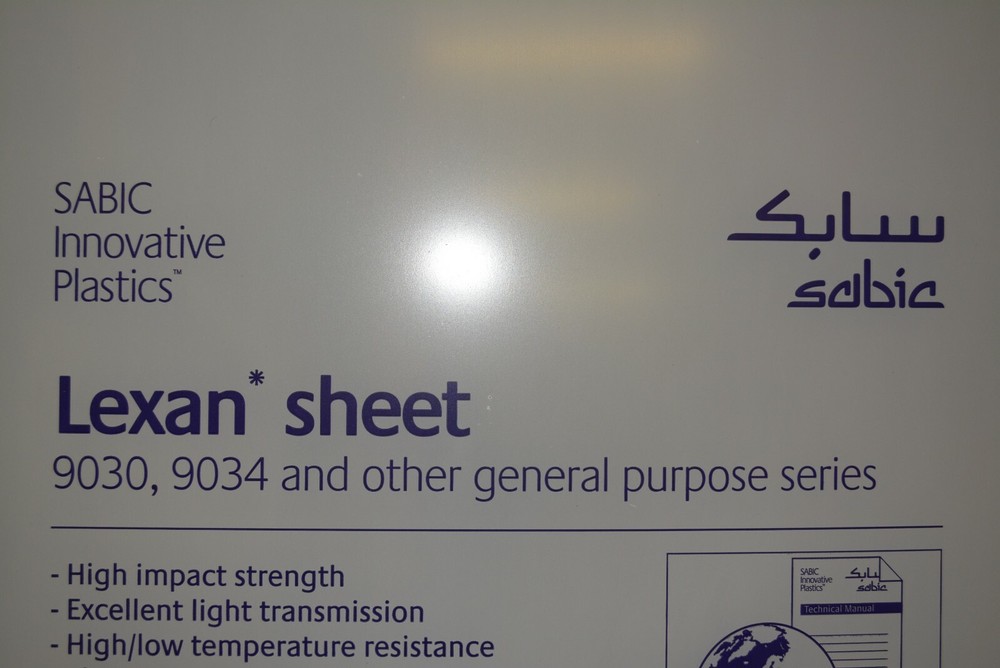 SABIC
Innovative
Plastics™
سابك
sabic
Lexan* sheet
9030, 9034 and other general purpose series
- High impact strength
- Excellent light transmission
- High/low temperature resistance
SABIC
Innovative
Plastics™
سابك
sabic
Technical Manual